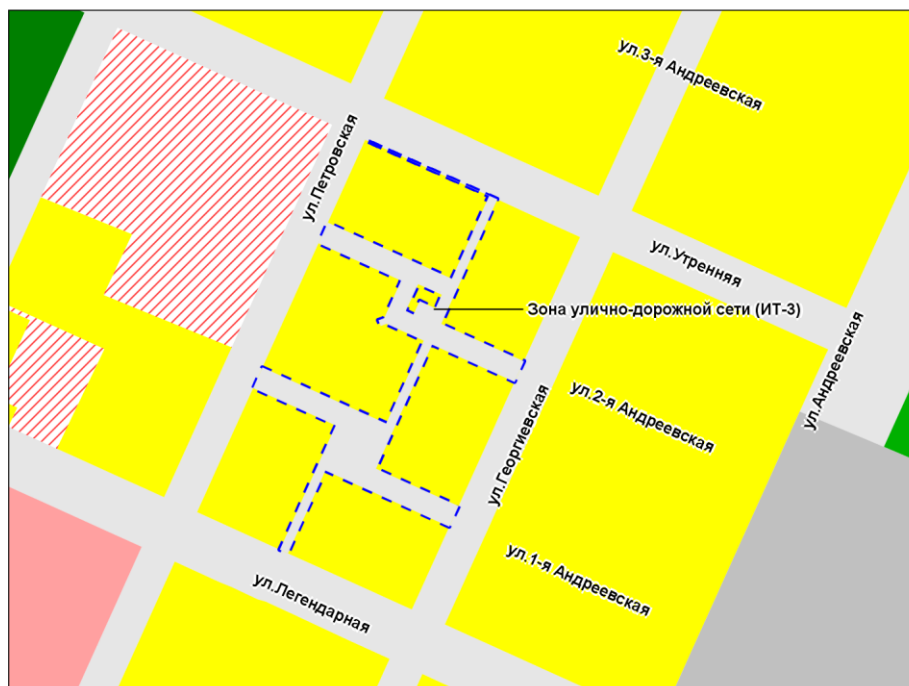 ул.3-я Андреевская
ул.Петровская
ул.Утренняя
Зона улично-дорожной сети (ИТ-3)
ул.Андреевская
ул.2-я Андреевская
ул.Георгиевская
ул.1-я Андреевская
ул.Легендарная